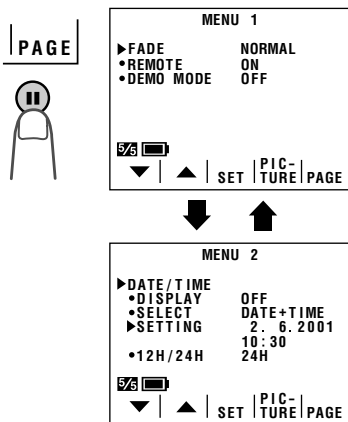 PAGE
MENU 1
▶FADE NORMAL
•REMOTE ON
•DEMO MODE OFF
5/5
▼ ▲ SET PIC-TURE PAGE
MENU 2
▶DATE/TIME
•DISPLAY OFF
•SELECT DATE+TIME
▶SETTING 2. 6.2001
10:30
•12H/24H 24H
5/5
▼ ▲ SET PIC-TURE PAGE